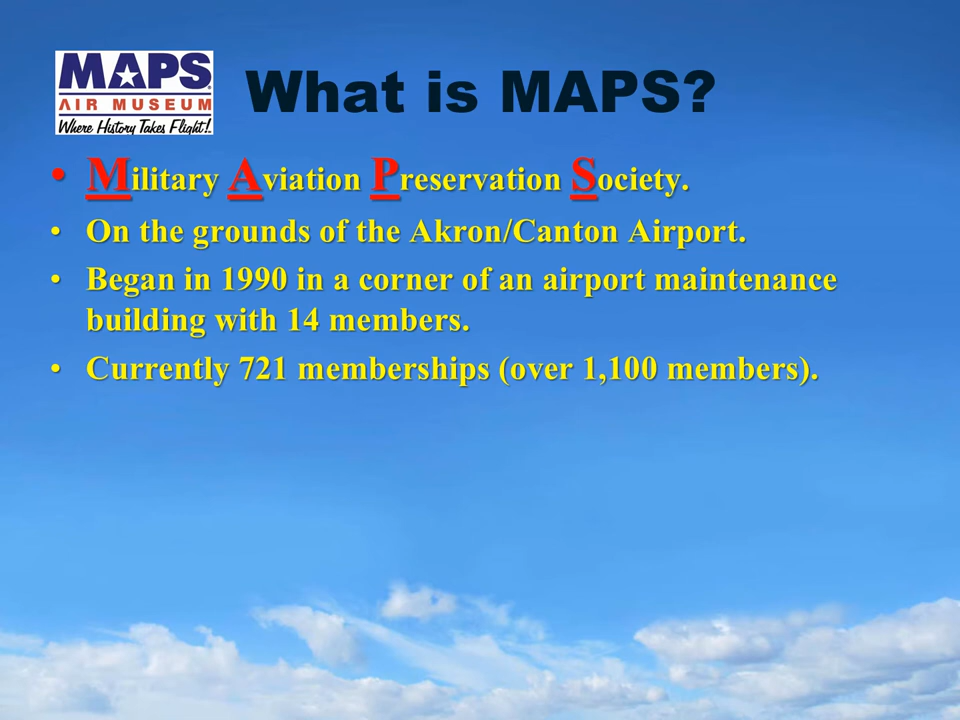 MAPS
AIR MUSEUM
Where History Takes Flight!
What is MAPS?
• Military Aviation Preservation Society.
• On the grounds of the Akron/Canton Airport.
• Began in 1990 in a corner of an airport maintenance
building with 14 members.
• Currently 721 memberships (over 1,100 members).